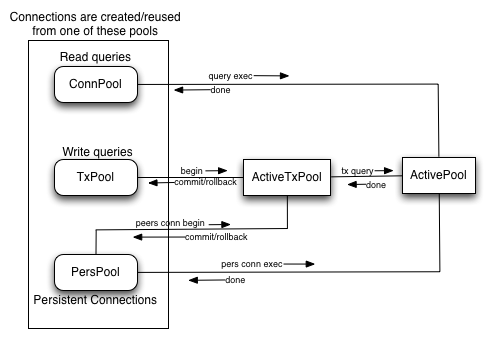 Connections are created/reused
from one of these pools
Read queries
ConnPool
query exec
done
Write queries
TxPool
begin
commit/rollback
ActiveTxPool
tx query
done
ActivePool
peers conn begin
commit/rollback
PersPool
pers conn exec
done
Persistent Connections